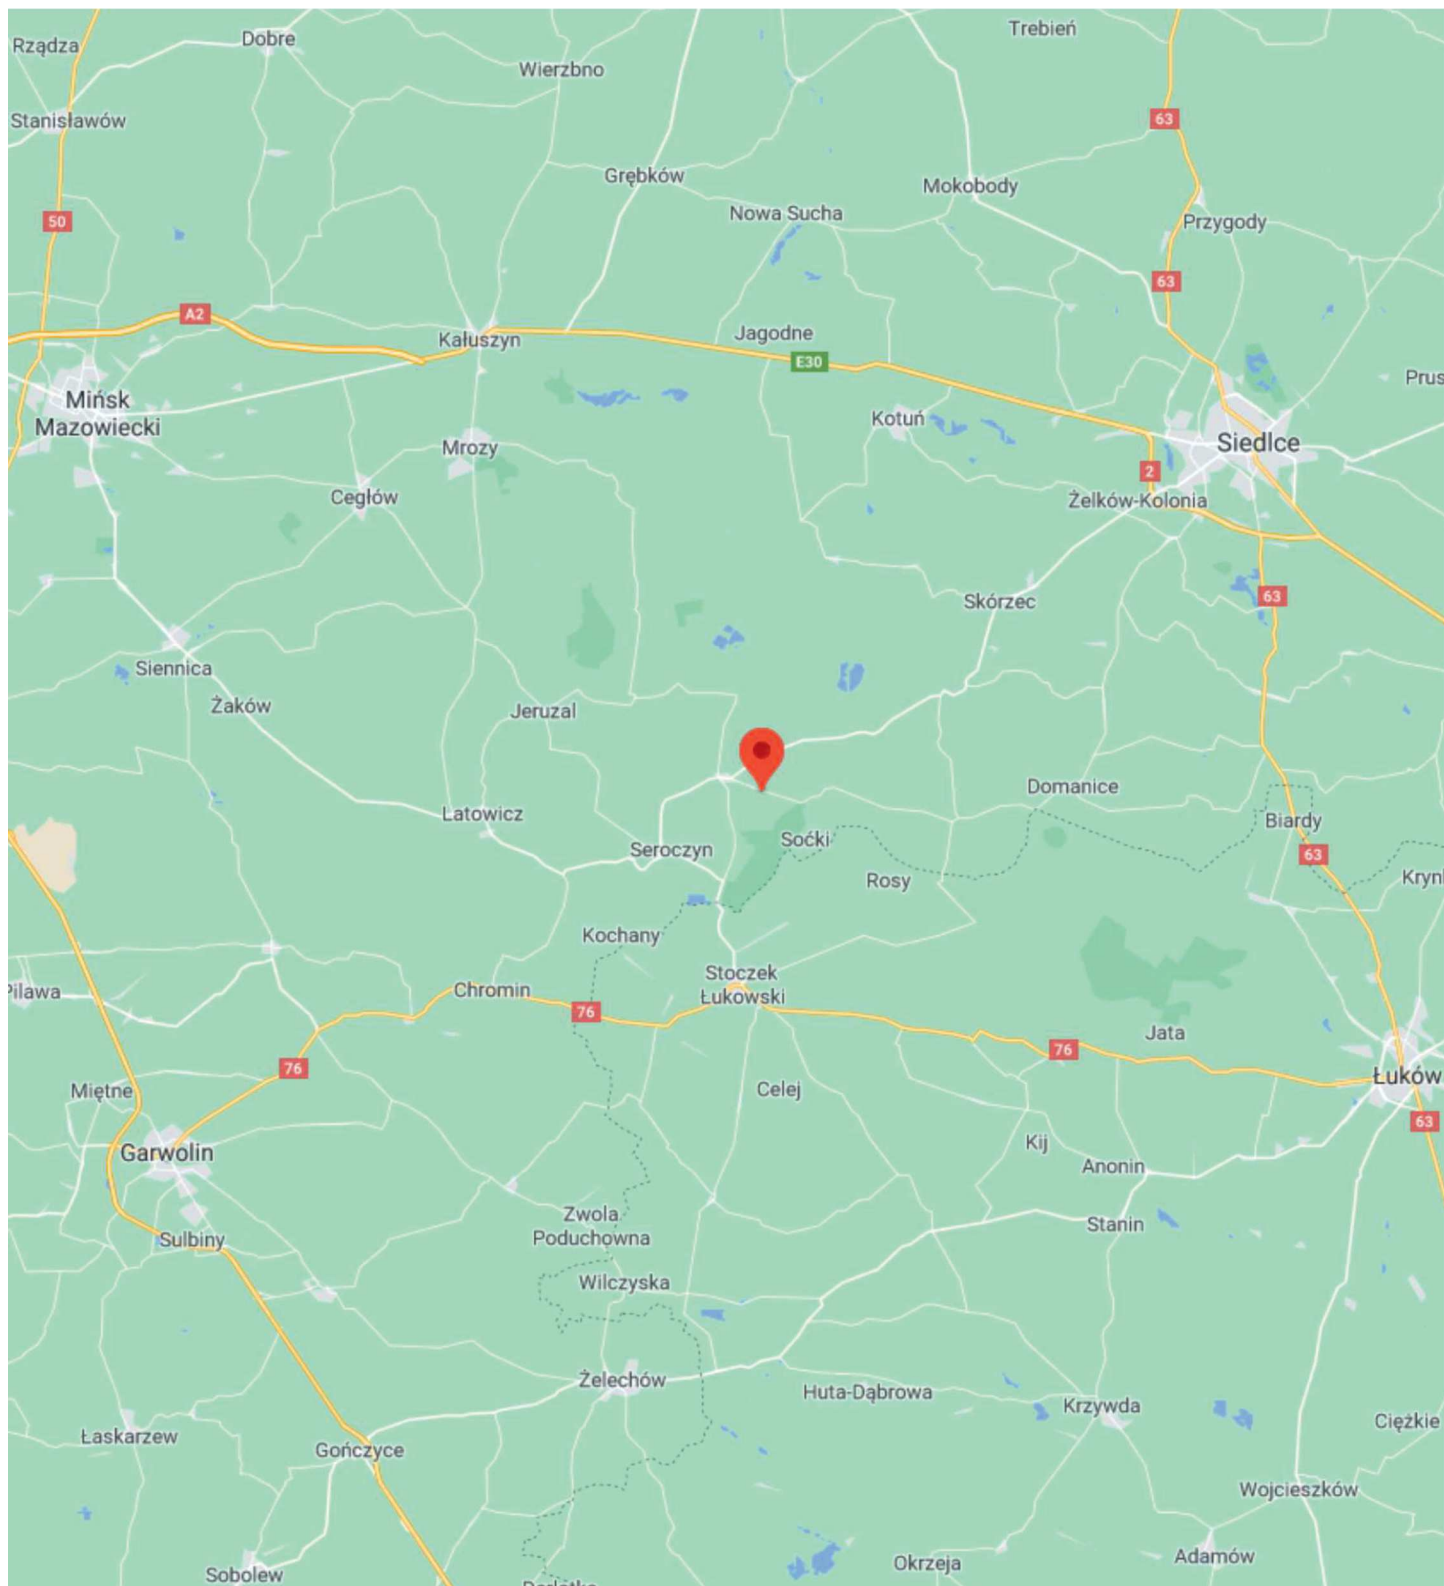 Trebień
Rządza
Dobre
Wierzbno
Stanisławów
63
Grębków
Mokobody
Nowa Sucha
50
Przygody
63
A2
Jagodne
Kałuszyn
E30
Prus
Mińsk
Mazowiecki
Kotuń
Siedlce
Mrozy
2
Cegłów
Żelków-Kolonia
63
Skórzec
Siennica
Żaków
Jeruzal
Domanice
Latowicz
Biardy
Soćki
Seroczyn
63
Rosy
Kryn
Kochany
Stoczek
Łukowski
Pilawa
Chromin
76
Jata
76
76
Łuków
Miętne
Celej
63
Kij
Garwolin
Anonin
Zwola
Poduchowna
Stanin
Sulbiny
Wilczyska
Żelechów
Huta-Dąbrowa
Krzywda
Ciężkie
Łaskarzew
Gończyce
Wojcieszków
Adamów
Okrzeja
Sobolew